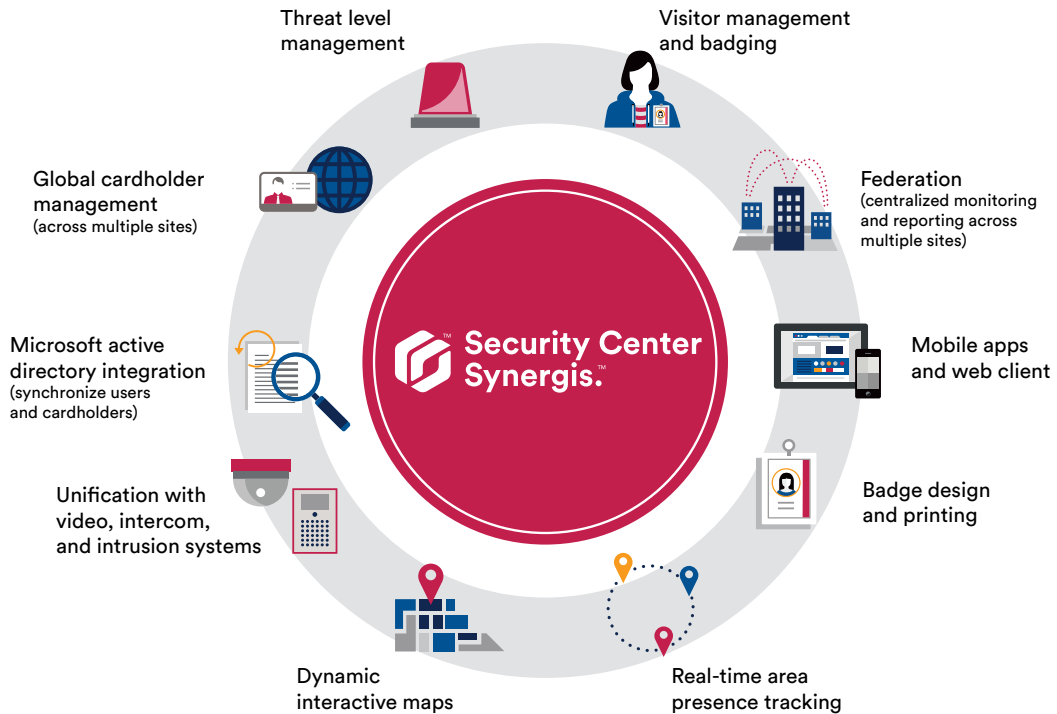 Threat level
management
Visitor management
and badging
Global cardholder
management
(across multiple sites)
Federation
(centralized monitoring
and reporting across
multiple sites)
Microsoft active
directory integration
(synchronize users
and cardholders)
™ Security Center
Synergis.™
Mobile apps
and web client
Unification with
video, intercom,
and intrusion systems
Badge design
and printing
Dynamic
interactive maps
Real-time area
presence tracking